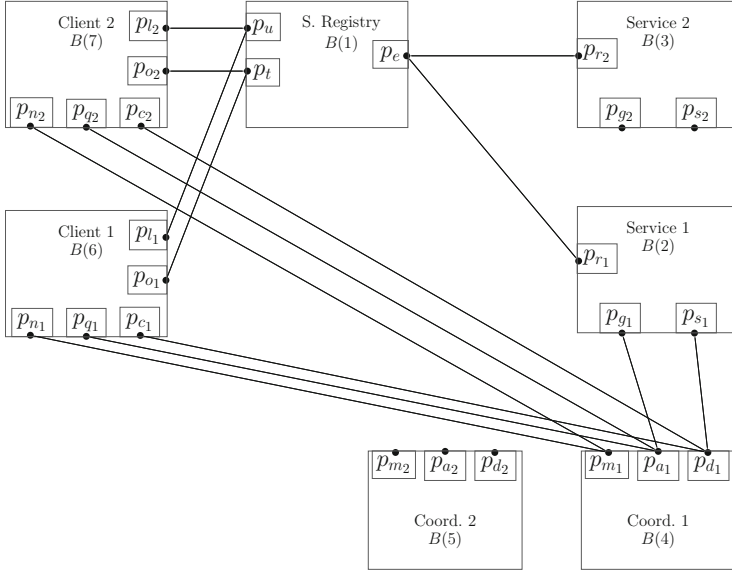 Client 2
B(7)
p_{l_2}
p_{o_2}
p_{n_2} p_{q_2} p_{c_2}
S. Registry
B(1)
p_u
p_t
p_e
Service 2
B(3)
p_{r_2}
p_{g_2} p_{s_2}
Client 1
B(6)
p_{l_1}
p_{o_1}
p_{n_1} p_{q_1} p_{c_1}
Service 1
B(2)
p_{r_1}
p_{g_1} p_{s_1}
p_{m_2} p_{a_2} p_{d_2}
Coord. 2
B(5)
p_{m_1} p_{a_1} p_{d_1}
Coord. 1
B(4)